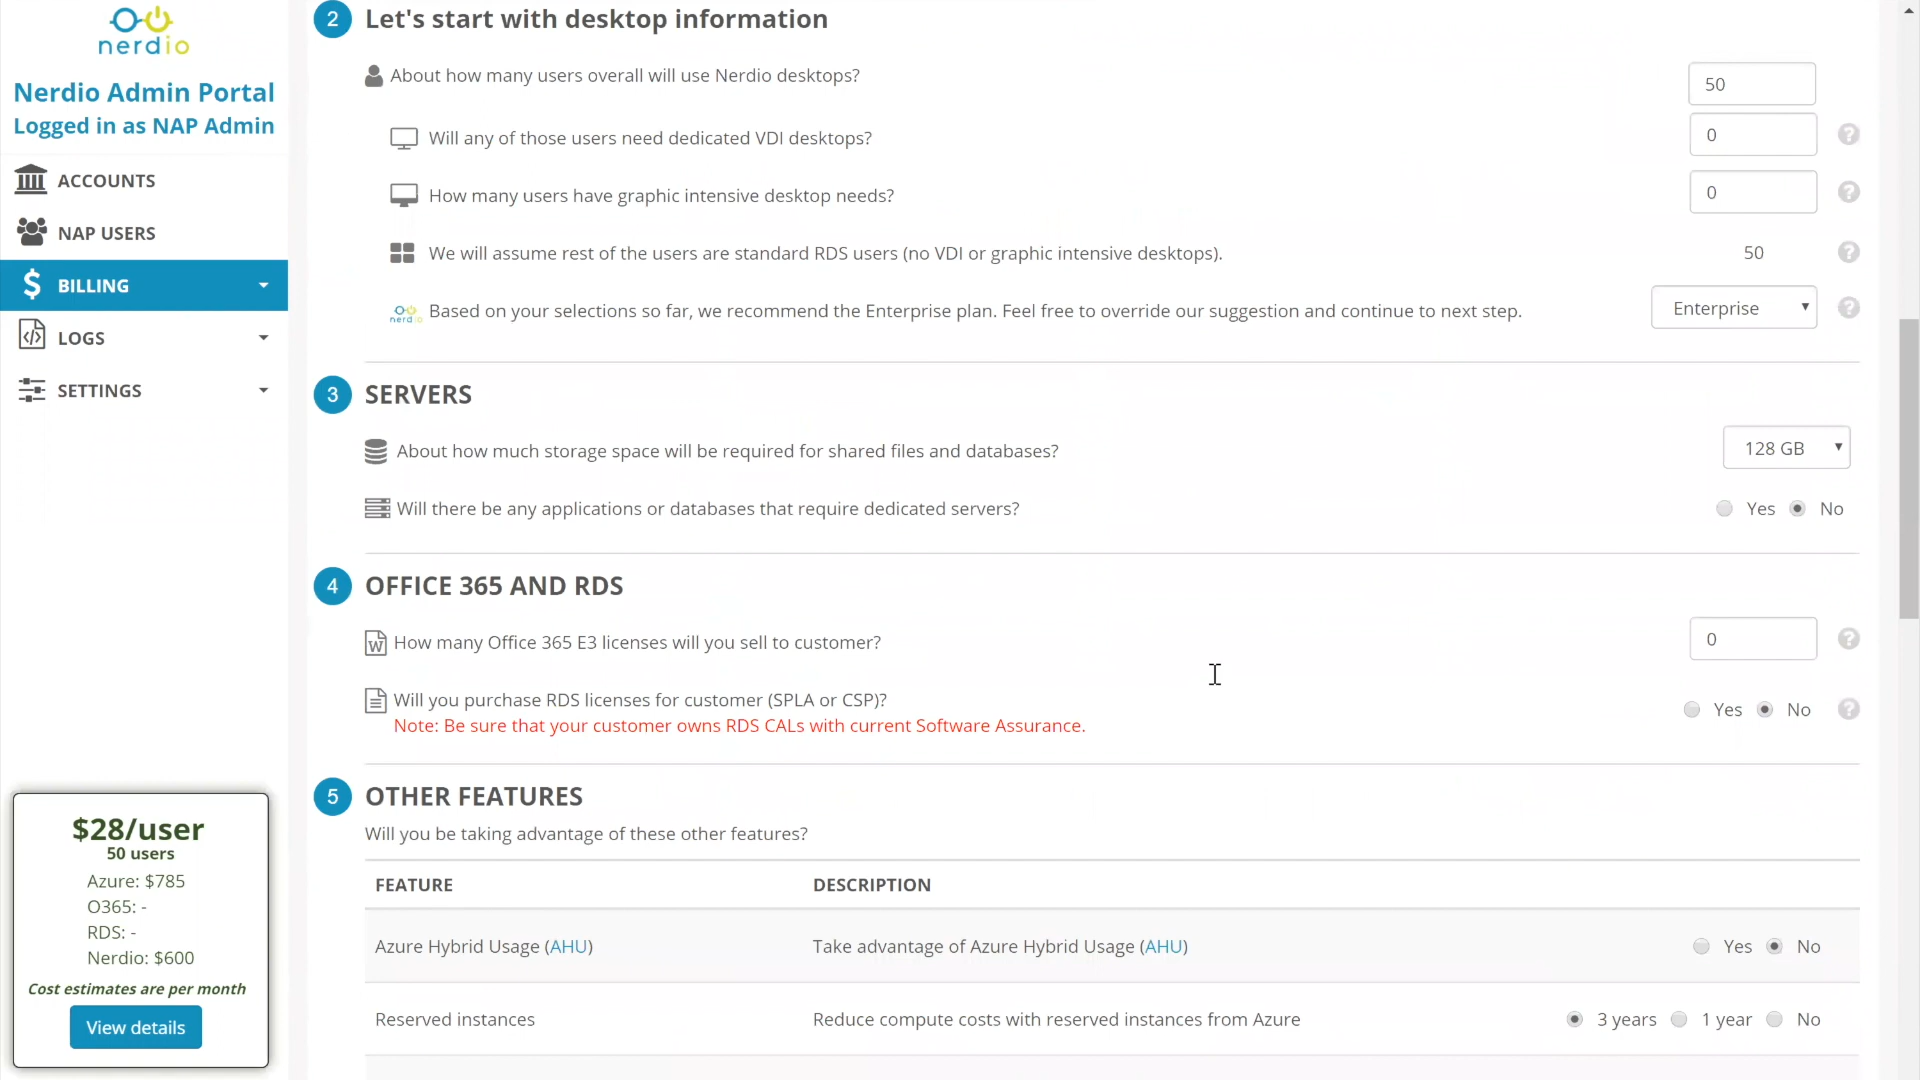 nerdio
Nerdio Admin Portal
Logged in as NAP Admin
ACCOUNTS
NAP USERS
BILLING
LOGS
SETTINGS
$28/user
50 users
Azure: $785
O365: -
RDS: -
Nerdio: $600
Cost estimates are per month
View details
2 Let's start with desktop information
About how many users overall will use Nerdio desktops? 50
Will any of those users need dedicated VDI desktops? 0 ?
How many users have graphic intensive desktop needs? 0 ?
We will assume rest of the users are standard RDS users (no VDI or graphic intensive desktops). 50 ?
nerdio Based on your selections so far, we recommend the Enterprise plan. Feel free to override our suggestion and continue to next step. Enterprise ?
3 SERVERS
About how much storage space will be required for shared files and databases? 128 GB
Will there be any applications or databases that require dedicated servers? Yes No
4 OFFICE 365 AND RDS
W How many Office 365 E3 licenses will you sell to customer? 0 ?
Will you purchase RDS licenses for customer (SPLA or CSP)? Yes No ?
Note: Be sure that your customer owns RDS CALs with current Software Assurance.
5 OTHER FEATURES
Will you be taking advantage of these other features?
FEATURE DESCRIPTION
Azure Hybrid Usage (AHU) Take advantage of Azure Hybrid Usage (AHU) Yes No
Reserved instances Reduce compute costs with reserved instances from Azure 3 years 1 year No